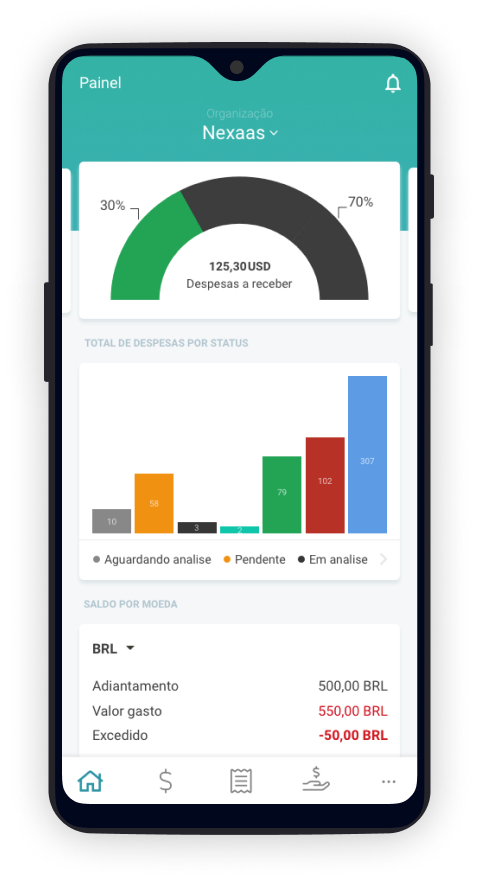 Painel
Organização
Nexaas
30%
70%
125,30USD
Despesas a receber
TOTAL DE DESPESAS POR STATUS
10
58
3
2
79
102
307
Aguardando analise Pendente Em analise
SALDO POR MOEDA
BRL
Adiantamento 500,00 BRL
Valor gasto 550,00 BRL
Excedido -50,00 BRL
$
$